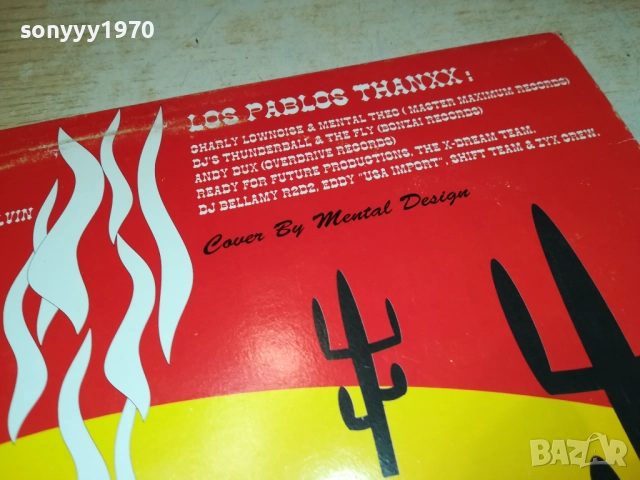 sonyyy1970
LOS PABLOS THANXX :
CHARLY LOWNOISE & MENTAL THEO ( MASTER MAXIMUM RECORDS)
DJ'S THUNDERBALL & THE FLY (BONZAI RECORDS)
ANDY DUX (OVERDRIVE RECORDS)
READY FOR FUTURE PRODUCTIONS, THE X-DREAM TEAM,
DJ BELLAMY R2D2, EDDY "USA IMPORT", SHIFT TEAM & ZYX CREW.
LVIN
Cover By Mental Design
BAZAR
bg